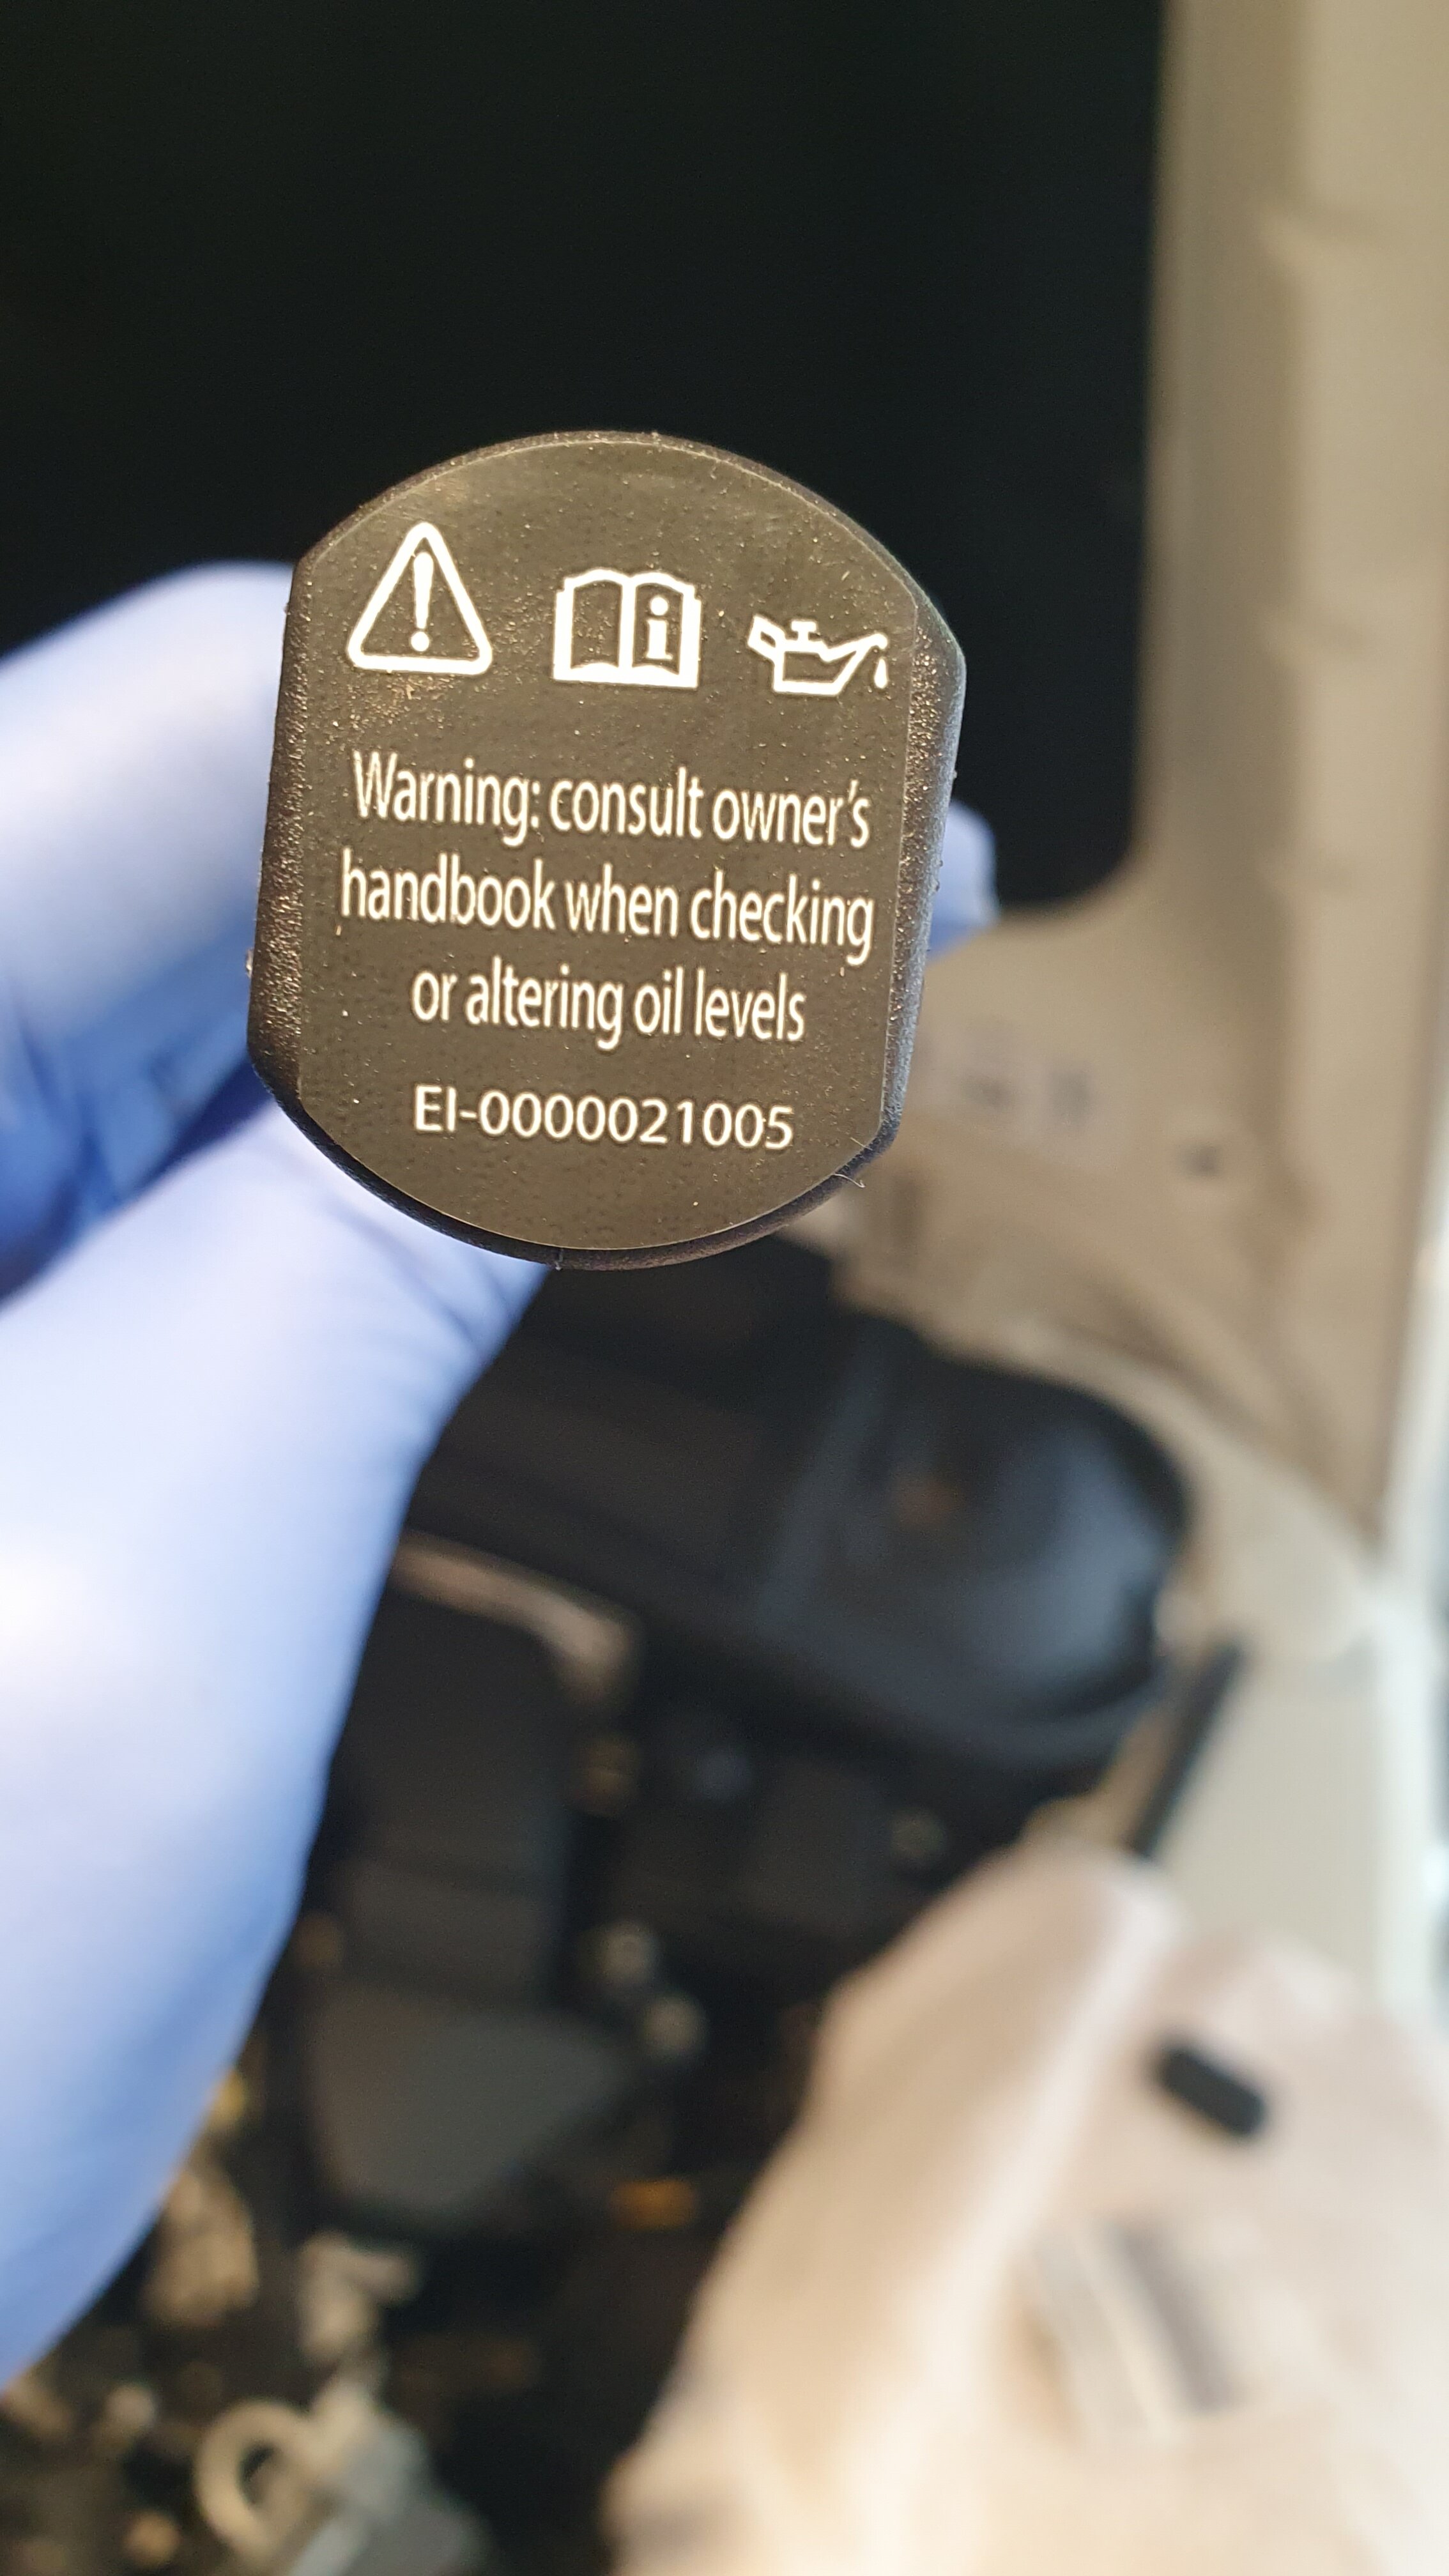 Warning: consult owner's
handbook when checking
or altering oil levels
EI-0000021005